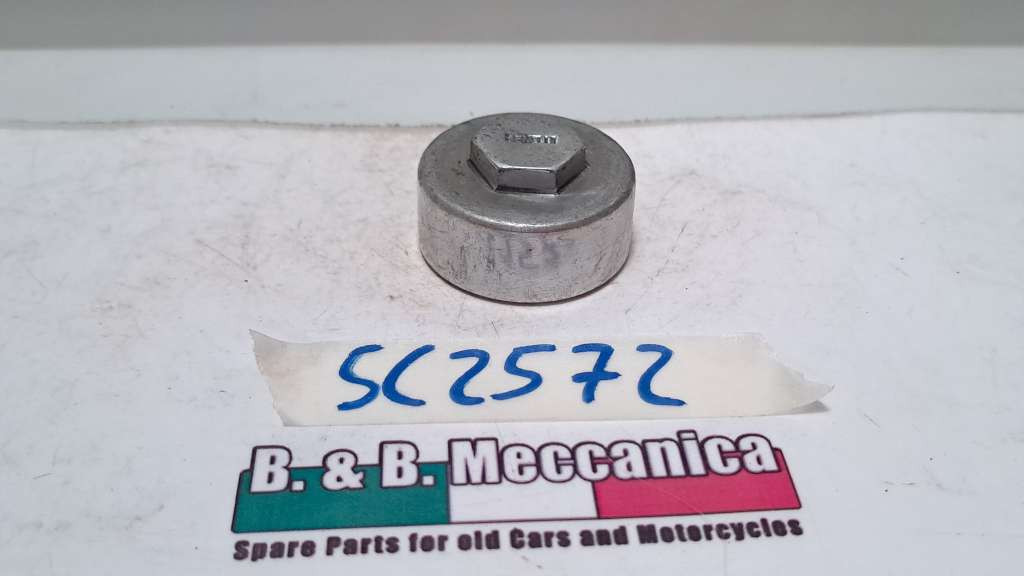 SC2572
B. & B. Meccanica
Spare Parts for old Cars and Motorcycles